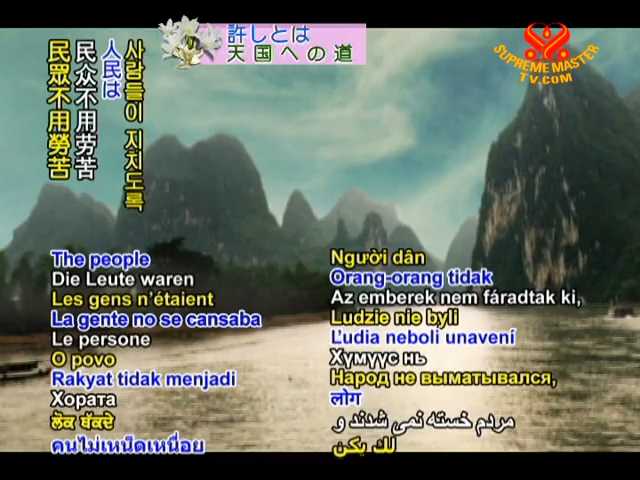 許しとは
天国への道
SUPREME MASTER
TV.COM
사람들이 지치도록
人民は
民众不用劳苦
民眾不用勞苦
The people
Die Leute waren
Les gens n'étaient
La gente no se cansaba
Le persone
O povo
Rakyat tidak menjadi
Хората
ਲੋਕ ਥੱਕਦੇ
คนไม่เหน็ดเหนื่อย
Người dân
Orang-orang tidak
Az emberek nem fáradtak ki,
Ludzie nie byli
Ľudia neboli unavení
Хүмүүс нь
Народ не выматывался,
लोग
مردم خسته نمی شدند و
لك يكن